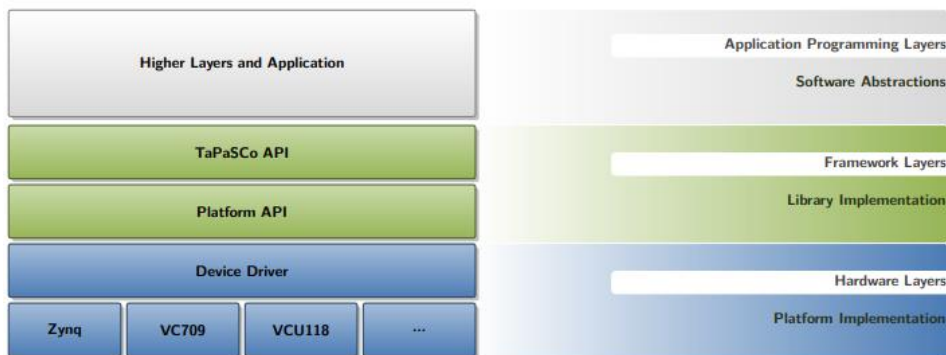 Higher Layers and Application
Application Programming Layers
Software Abstractions
TaPaSCo API
Framework Layers
Platform API
Library Implementation
Device Driver
Hardware Layers
Zynq
VC709
VCU118
...
Platform Implementation